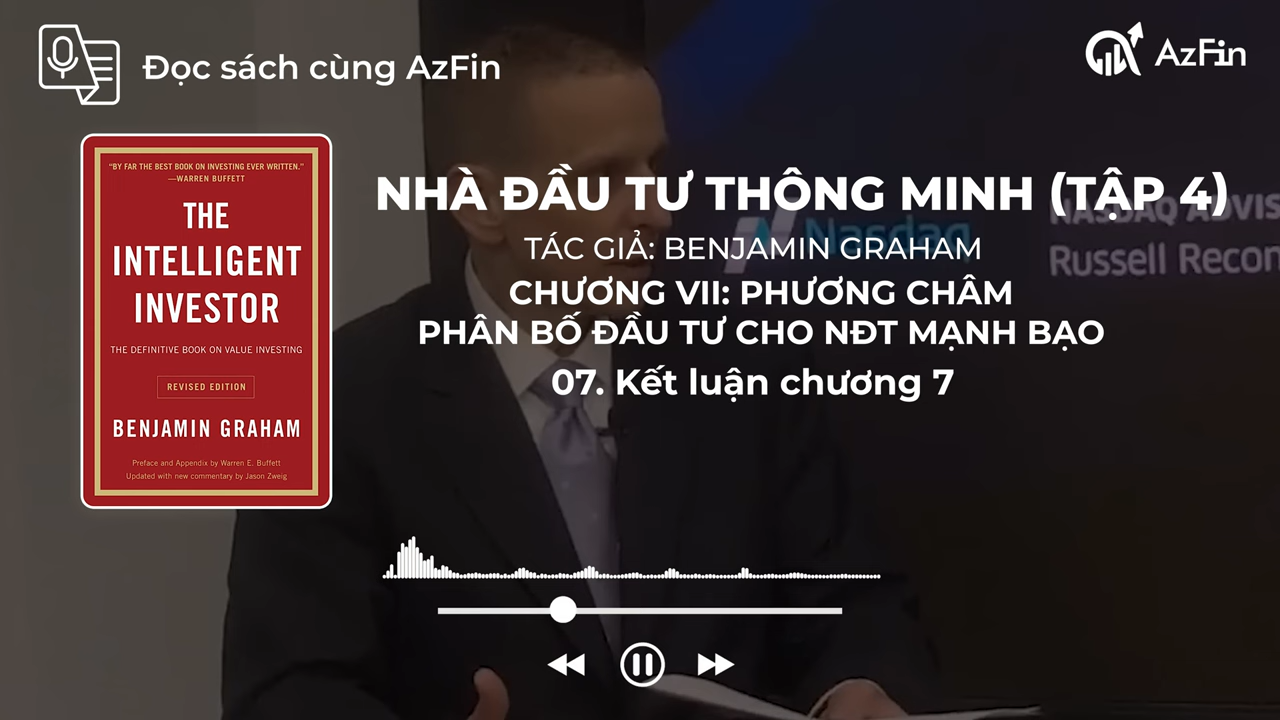 Đọc sách cùng AzFin
AzFin
"BY FAR THE BEST BOOK ON INVESTING EVER WRITTEN."
—WARREN BUFFETT
THE
INTELLIGENT
INVESTOR
THE DEFINITIVE BOOK ON VALUE INVESTING
REVISED EDITION
BENJAMIN GRAHAM
Preface and Appendix by Warren E. Buffett
Updated with new commentary by Jason Zweig
NHÀ ĐẦU TƯ THÔNG MINH (TẬP 4)
TÁC GIẢ: BENJAMIN GRAHAM
CHƯƠNG VII: PHƯƠNG CHÂM
PHÂN BỐ ĐẦU TƯ CHO NĐT MẠNH BẠO
07. Kết luận chương 7
Nasdaq
NASDAQ ADVIS
Russell Recon